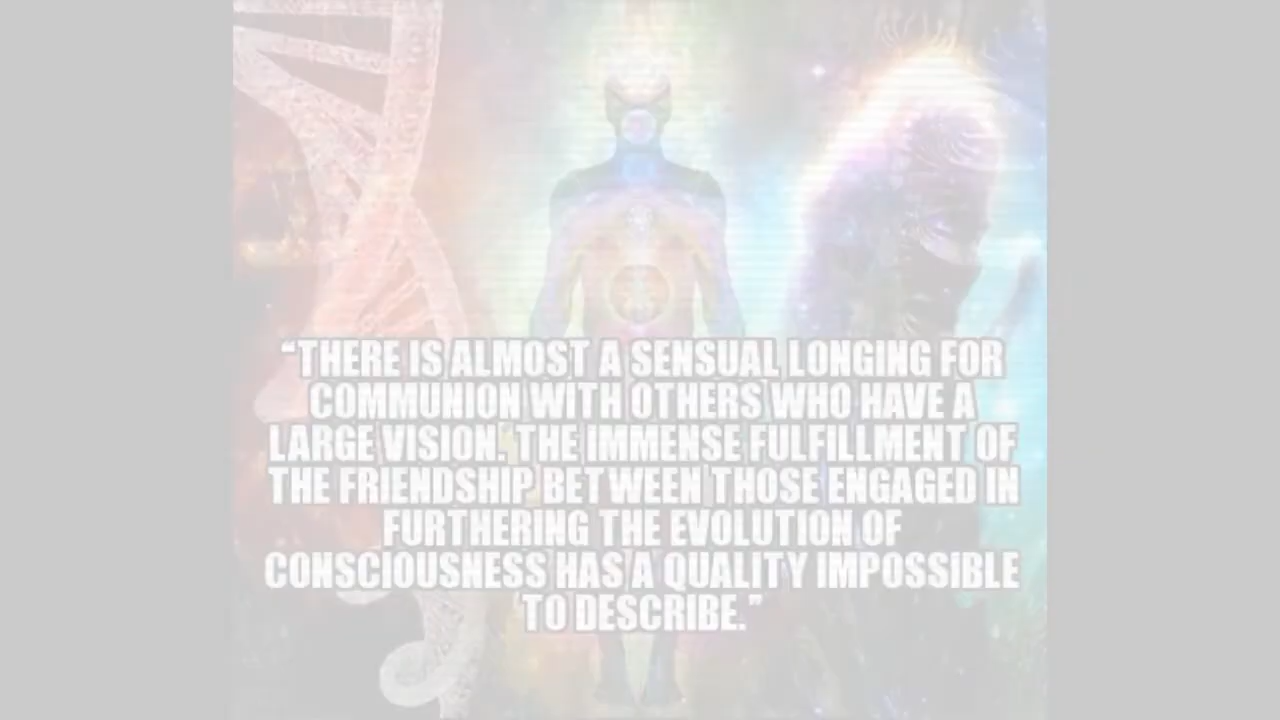 “THERE IS ALMOST A SENSUAL LONGING FOR
COMMUNION WITH OTHERS WHO HAVE A
LARGE VISION. THE IMMENSE FULFILLMENT OF
THE FRIENDSHIP BETWEEN THOSE ENGAGED IN
FURTHERING THE EVOLUTION OF
CONSCIOUSNESS HAS A QUALITY IMPOSSIBLE
TO DESCRIBE.”